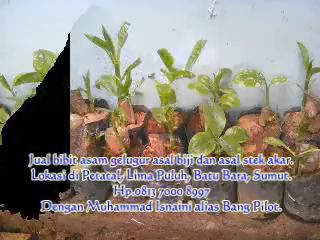 Jual bibit asam gelugur asal biji dan asal stek akar.
Lokasi di Petatal, Lima Puluh, Batu Bara, Sumut.
Hp.0813 7000 8997
Dengan Muhammad Isnaini alias Bang Pilot.